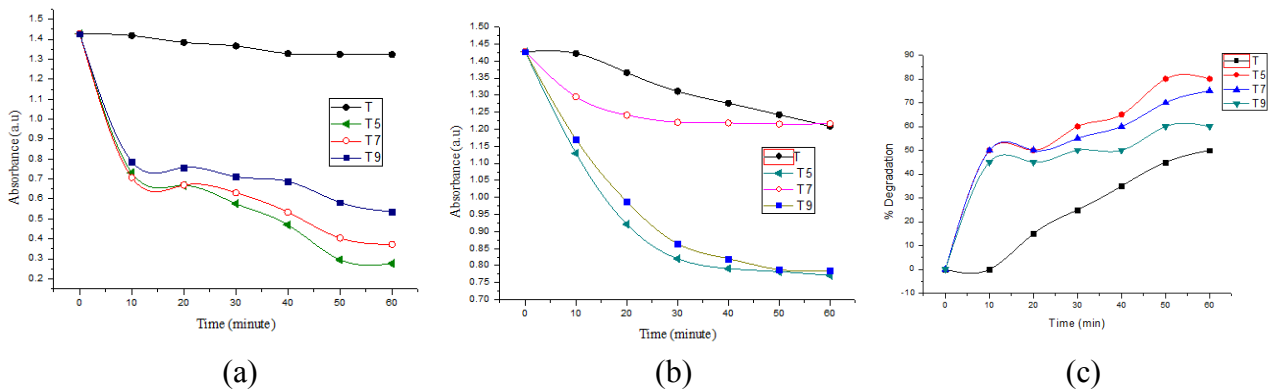 1.5
1.4
1.3
1.2
1.1
1.0
0.9
0.8
0.7
0.6
0.5
0.4
0.3
0.2
Absorbance (a.u)
0 10 20 30 40 50 60
Time (minute)
T
T5
T7
T9
(a)
1.50
1.45
1.40
1.35
1.30
1.25
1.20
1.15
1.10
1.05
1.00
0.95
0.90
0.85
0.80
0.75
0.70
Absorbance (a.u)
0 10 20 30 40 50 60
Time (minute)
T
T5
T7
T9
(b)
90
80
70
60
50
40
30
20
10
0
-10
% Degradation
0 10 20 30 40 50 60
Time (min)
T
T5
T7
T9
(c)